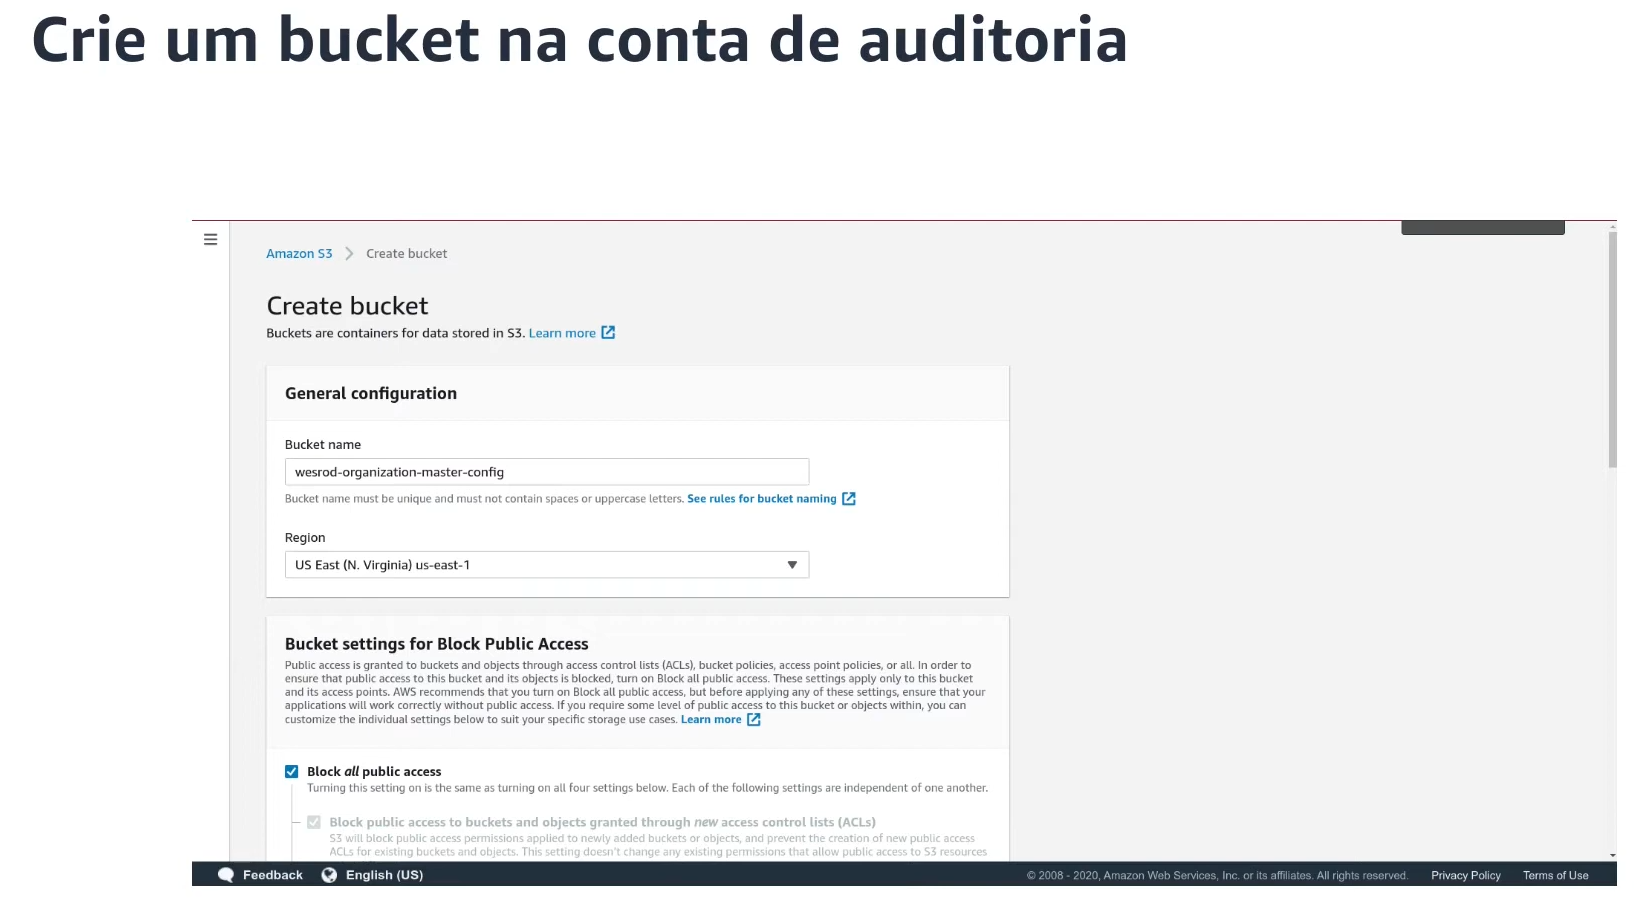 Crie um bucket na conta de auditoria
Amazon S3 > Create bucket
Create bucket
Buckets are containers for data stored in S3. Learn more
General configuration
Bucket name
wesrod-organization-master-config
Bucket name must be unique and must not contain spaces or uppercase letters. See rules for bucket naming
Region
US East (N. Virginia) us-east-1
Bucket settings for Block Public Access
Public access is granted to buckets and objects through access control lists (ACLs), bucket policies, access point policies, or all. In order to
ensure that public access to this bucket and its objects is blocked, turn on Block all public access. These settings apply only to this bucket
and its access points. AWS recommends that you turn on Block all public access, but before applying any of these settings, ensure that your
applications will work correctly without public access. If you require some level of public access to this bucket or objects within, you can
customize the individual settings below to suit your specific storage use cases. Learn more
Block all public access
Turning this setting on is the same as turning on all four settings below. Each of the following settings are independent of one another.
Block public access to buckets and objects granted through new access control lists (ACLs)
S3 will block public access permissions applied to newly added buckets or objects, and prevent the creation of new public access
ACLs for existing buckets and objects. This setting doesn't change any existing permissions that allow public access to S3 resources
Feedback English (US) © 2008 - 2020, Amazon Web Services, Inc. or its affiliates. All rights reserved. Privacy Policy Terms of Use